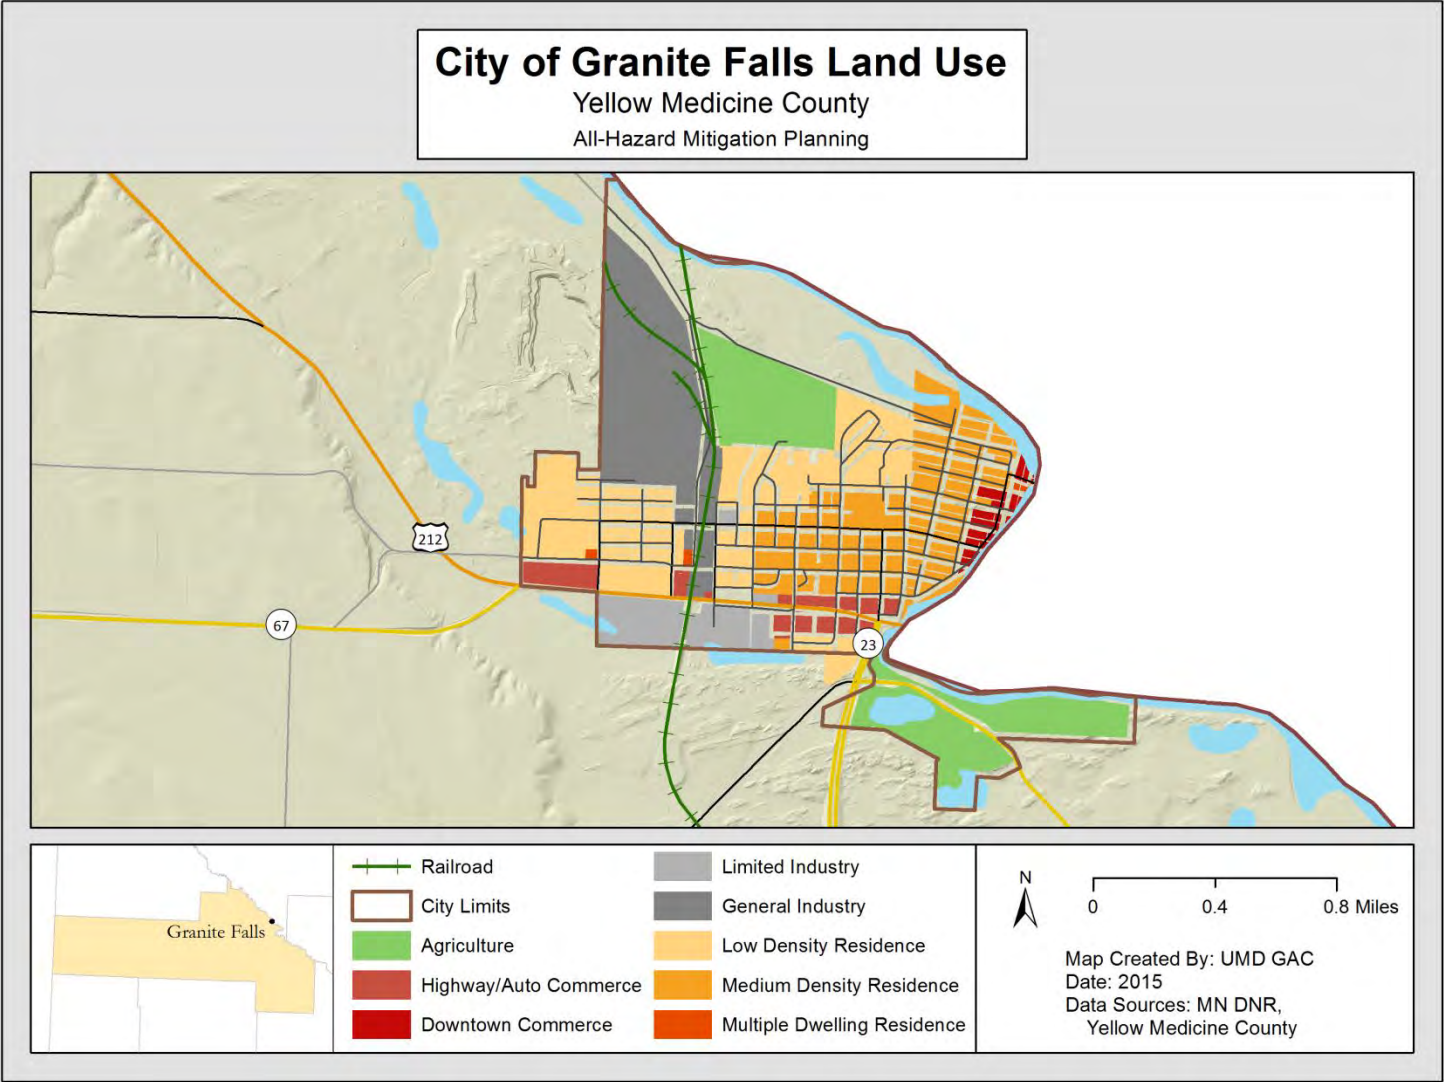 City of Granite Falls Land Use
Yellow Medicine County
All-Hazard Mitigation Planning
212
67
23
Granite Falls
Railroad
City Limits
Agriculture
Highway/Auto Commerce
Downtown Commerce
Limited Industry
General Industry
Low Density Residence
Medium Density Residence
Multiple Dwelling Residence
N
0 0.4 0.8 Miles
Map Created By: UMD GAC
Date: 2015
Data Sources: MN DNR,
Yellow Medicine County